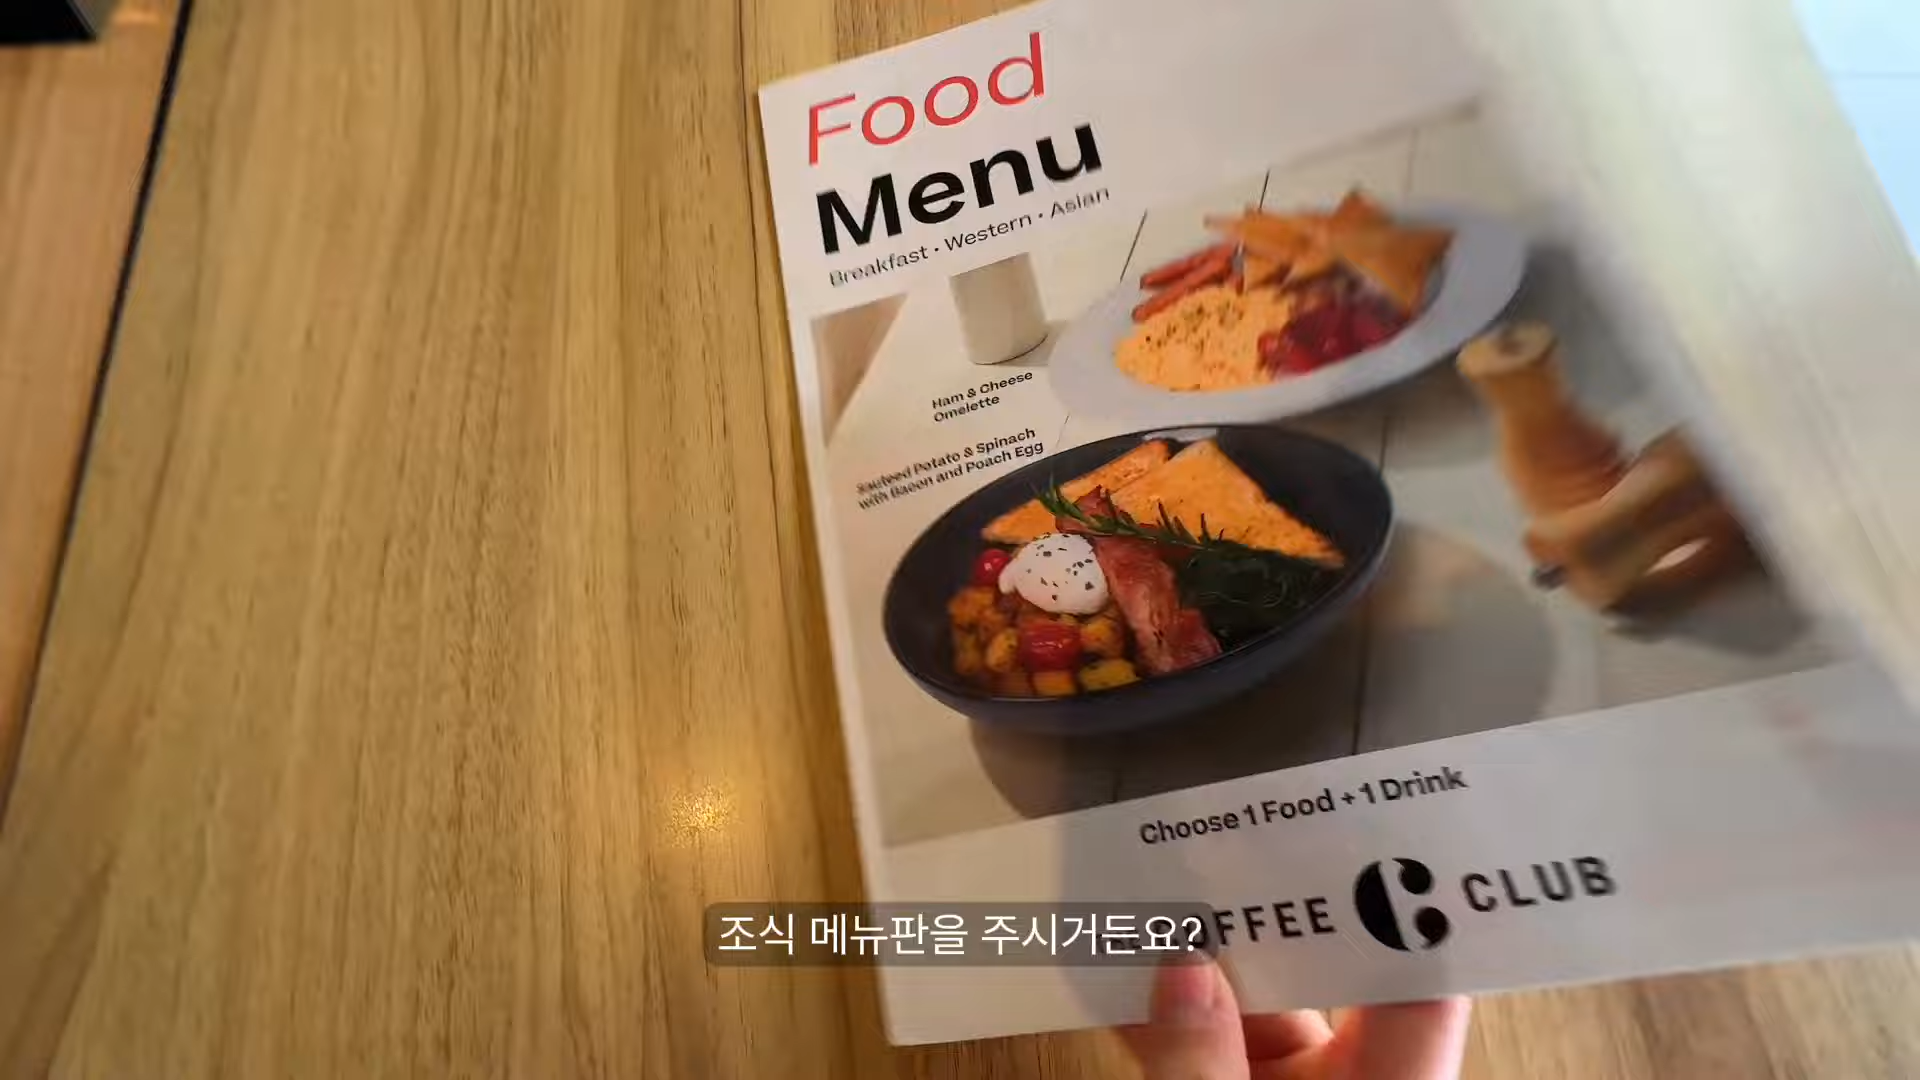 Food
Menu
Breakfast · Western · Asian
Ham & Cheese
Omelette
Sauteed Potato & Spinach
with Bacon and Poach Egg
Choose 1 Food + 1 Drink
CLUB
조식 메뉴판을 주시거든요?